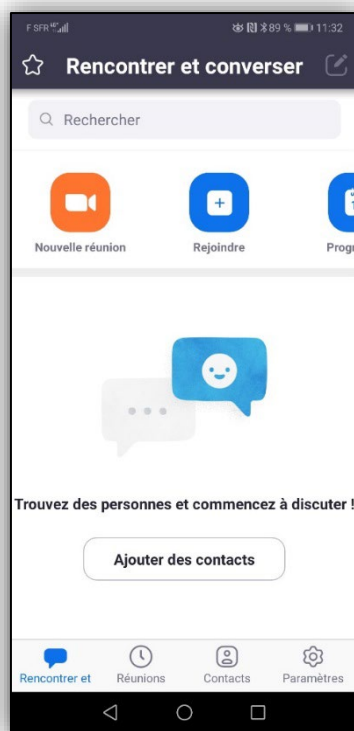 F SFR 89 % 11:32
Rencontrer et converser
Rechercher
Nouvelle réunion Rejoindre Progr
Trouvez des personnes et commencez à discuter !
Ajouter des contacts
Rencontrer et Réunions Contacts Paramètres